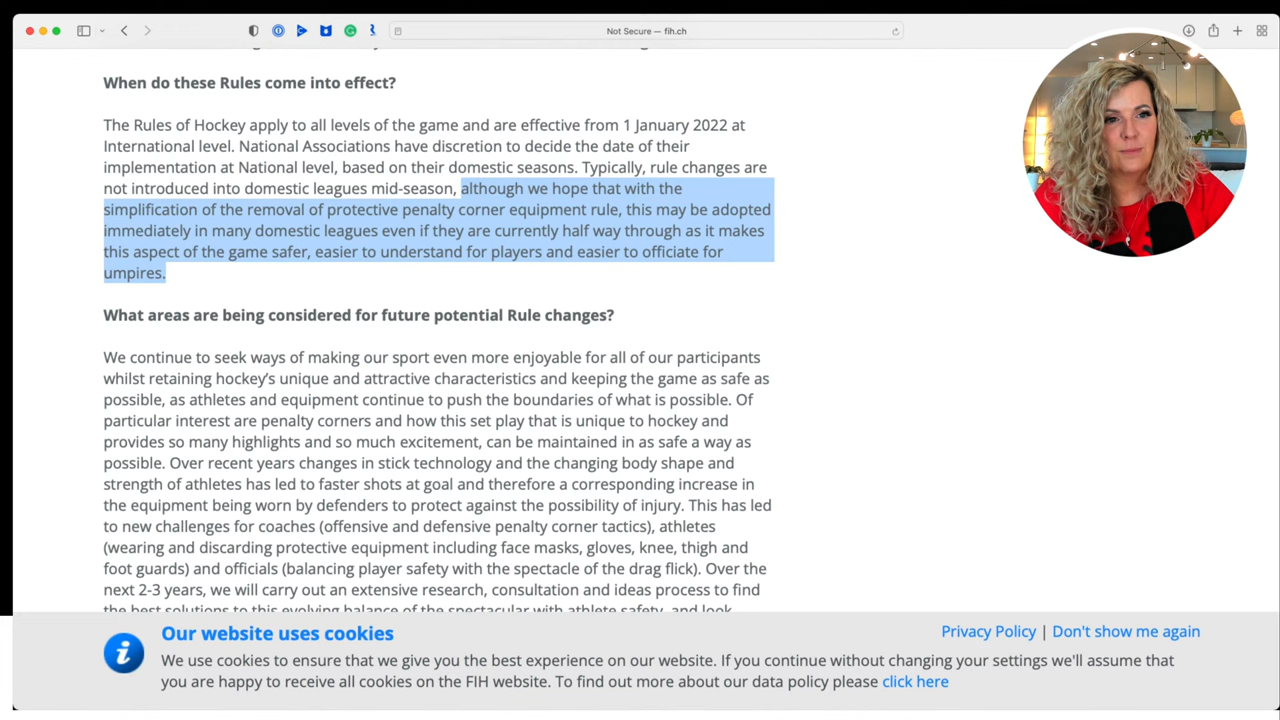 Not Secure — fih.ch
When do these Rules come into effect?
The Rules of Hockey apply to all levels of the game and are effective from 1 January 2022 at
International level. National Associations have discretion to decide the date of their
implementation at National level, based on their domestic seasons. Typically, rule changes are
not introduced into domestic leagues mid-season, although we hope that with the
simplification of the removal of protective penalty corner equipment rule, this may be adopted
immediately in many domestic leagues even if they are currently half way through as it makes
this aspect of the game safer, easier to understand for players and easier to officiate for
umpires.
What areas are being considered for future potential Rule changes?
We continue to seek ways of making our sport even more enjoyable for all of our participants
whilst retaining hockey's unique and attractive characteristics and keeping the game as safe as
possible, as athletes and equipment continue to push the boundaries of what is possible. Of
particular interest are penalty corners and how this set play that is unique to hockey and
provides so many highlights and so much excitement, can be maintained in as safe a way as
possible. Over recent years changes in stick technology and the changing body shape and
strength of athletes has led to faster shots at goal and therefore a corresponding increase in
the equipment being worn by defenders to protect against the possibility of injury. This has led
to new challenges for coaches (offensive and defensive penalty corner tactics), athletes
(wearing and discarding protective equipment including face masks, gloves, knee, thigh and
foot guards) and officials (balancing player safety with the spectacle of the drag flick). Over the
next 2-3 years, we will carry out an extensive research, consultation and ideas process to find
the best solutions to this evolving balance of the spectacular with athlete safety, and look
Our website uses cookies
Privacy Policy | Don't show me again
We use cookies to ensure that we give you the best experience on our website. If you continue without changing your settings we'll assume that
you are happy to receive all cookies on the FIH website. To find out more about our data policy please click here